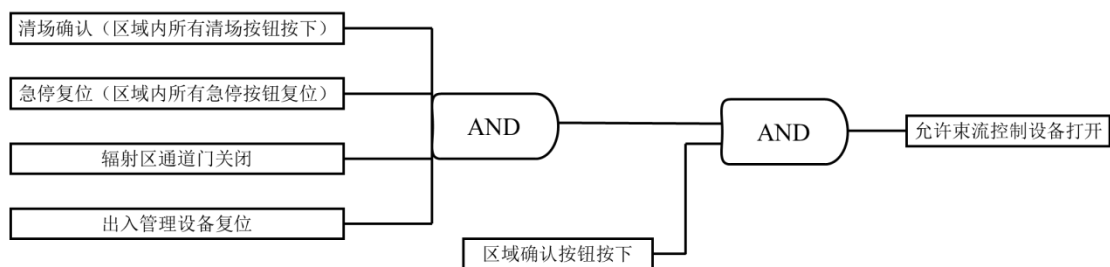 清场确认（区域内所有清场按钮按下）
急停复位（区域内所有急停按钮复位）
辐射区通道门关闭
出入管理设备复位
AND
区域确认按钮按下
AND
允许束流控制设备打开